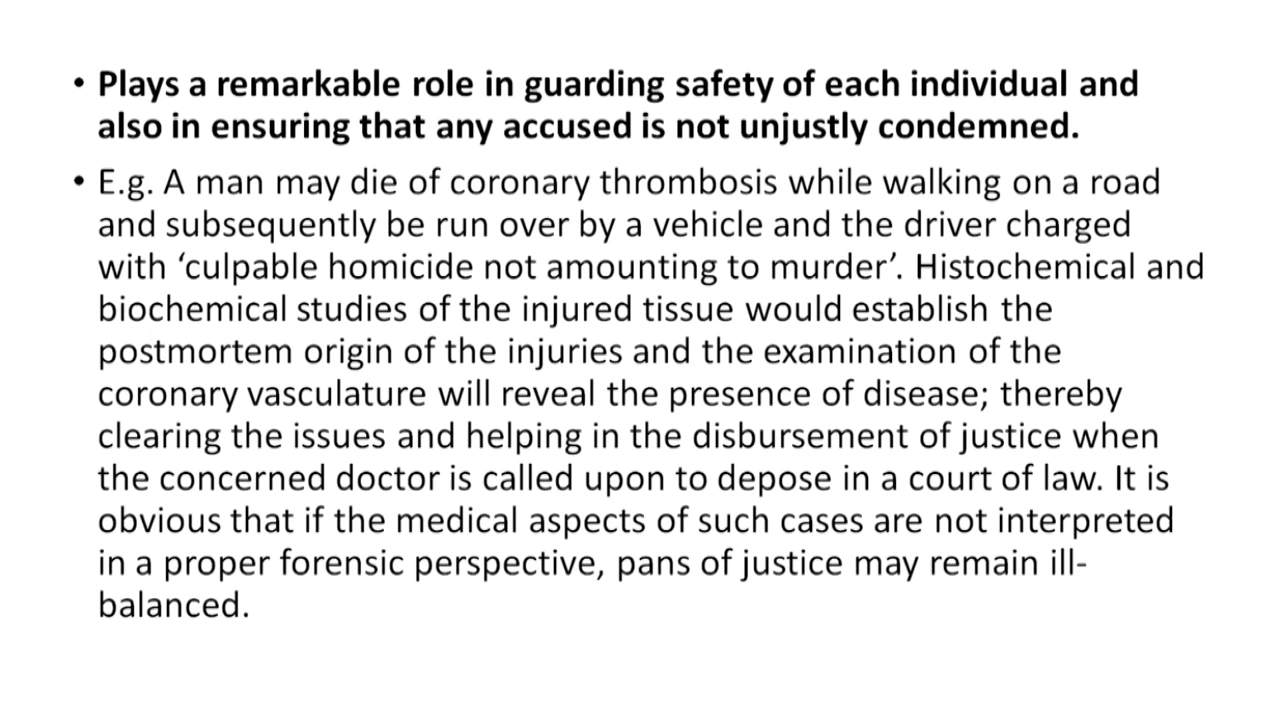 • Plays a remarkable role in guarding safety of each individual and
also in ensuring that any accused is not unjustly condemned.
• E.g. A man may die of coronary thrombosis while walking on a road
and subsequently be run over by a vehicle and the driver charged
with ‘culpable homicide not amounting to murder’. Histochemical and
biochemical studies of the injured tissue would establish the
postmortem origin of the injuries and the examination of the
coronary vasculature will reveal the presence of disease; thereby
clearing the issues and helping in the disbursement of justice when
the concerned doctor is called upon to depose in a court of law. It is
obvious that if the medical aspects of such cases are not interpreted
in a proper forensic perspective, pans of justice may remain ill-
balanced.